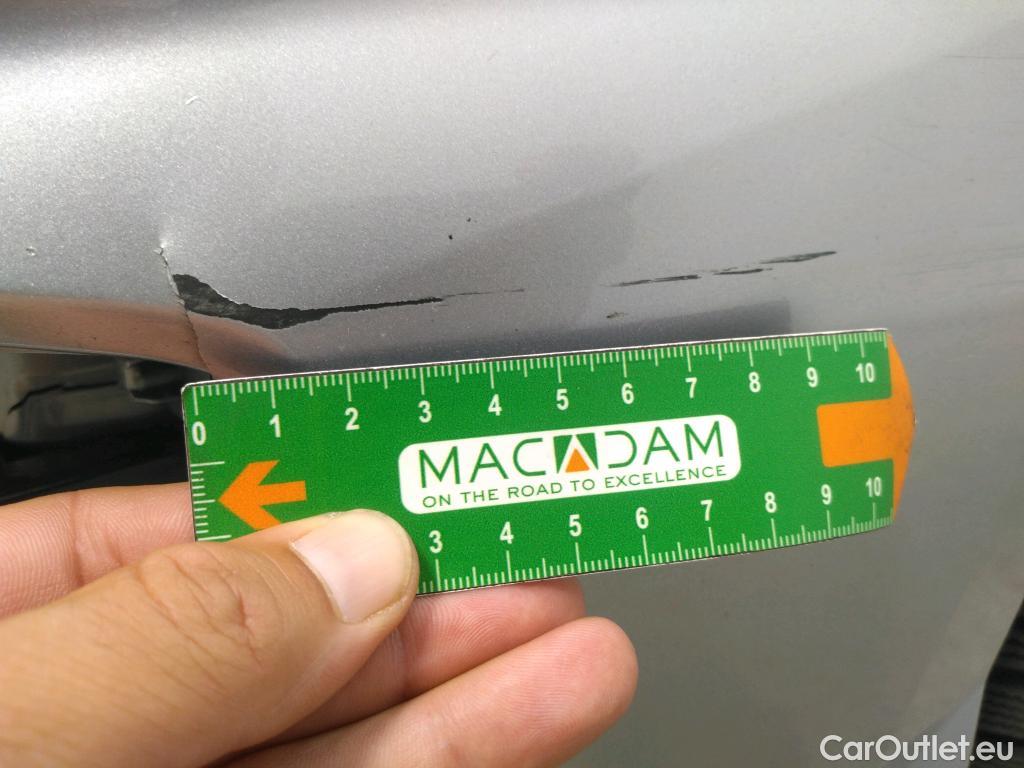 0 1 2 3 4 5 6 7 8 9 10
MACADAM
ON THE ROAD TO EXCELLENCE
3 4 5 6 7 8 9 10
CarOutlet.eu